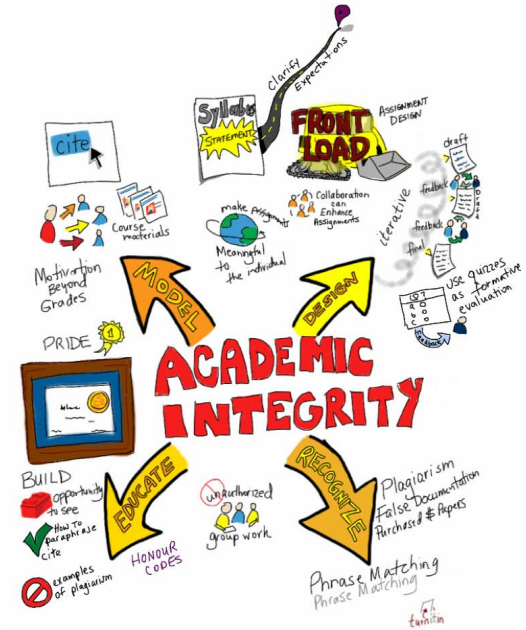 Clarify
Expectations
Syllabus
STATEMENT
FRONT
LOAD
ASSIGNMENT
DESIGN
cite
draft
feedback
draft
feedback
final
iterative
Collaboration
can
Enhance
Assignments
make Assignments
Meaningful
to
the individual
Course
materials
Motivation
Beyond
Grades
MODEL
DESIGN
USE quizzes
as formative
evaluation
Q?
a
b
c
feedback
PRIDE
1
ACADEMIC
INTEGRITY
BUILD
opportunity
to see
How To
paraphrase
cite
examples
of plagiarism
EDUCATE
HONOUR
CODES
unauthorized
group work
RECOGNIZE
Plagiarism
False Documentation
Purchased $ Papers
Phrase Matching
Phrase Matching
turnitin